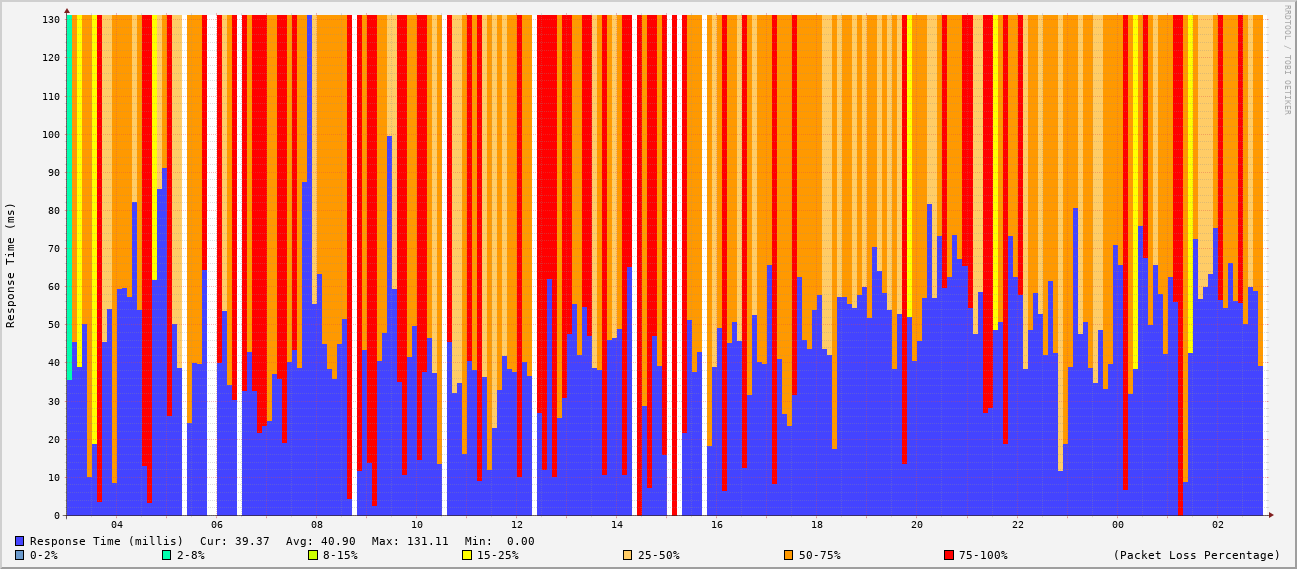 RRDTOOL / TOBI OETIKER
Response Time (ms)
130
120
110
100
90
80
70
60
50
40
30
20
10
0
04 06 08 10 12 14 16 18 20 22 00 02
Response Time (millis) Cur: 39.37 Avg: 40.90 Max: 131.11 Min: 0.00
0-2% 2-8% 8-15% 15-25% 25-50% 50-75% 75-100% (Packet Loss Percentage)